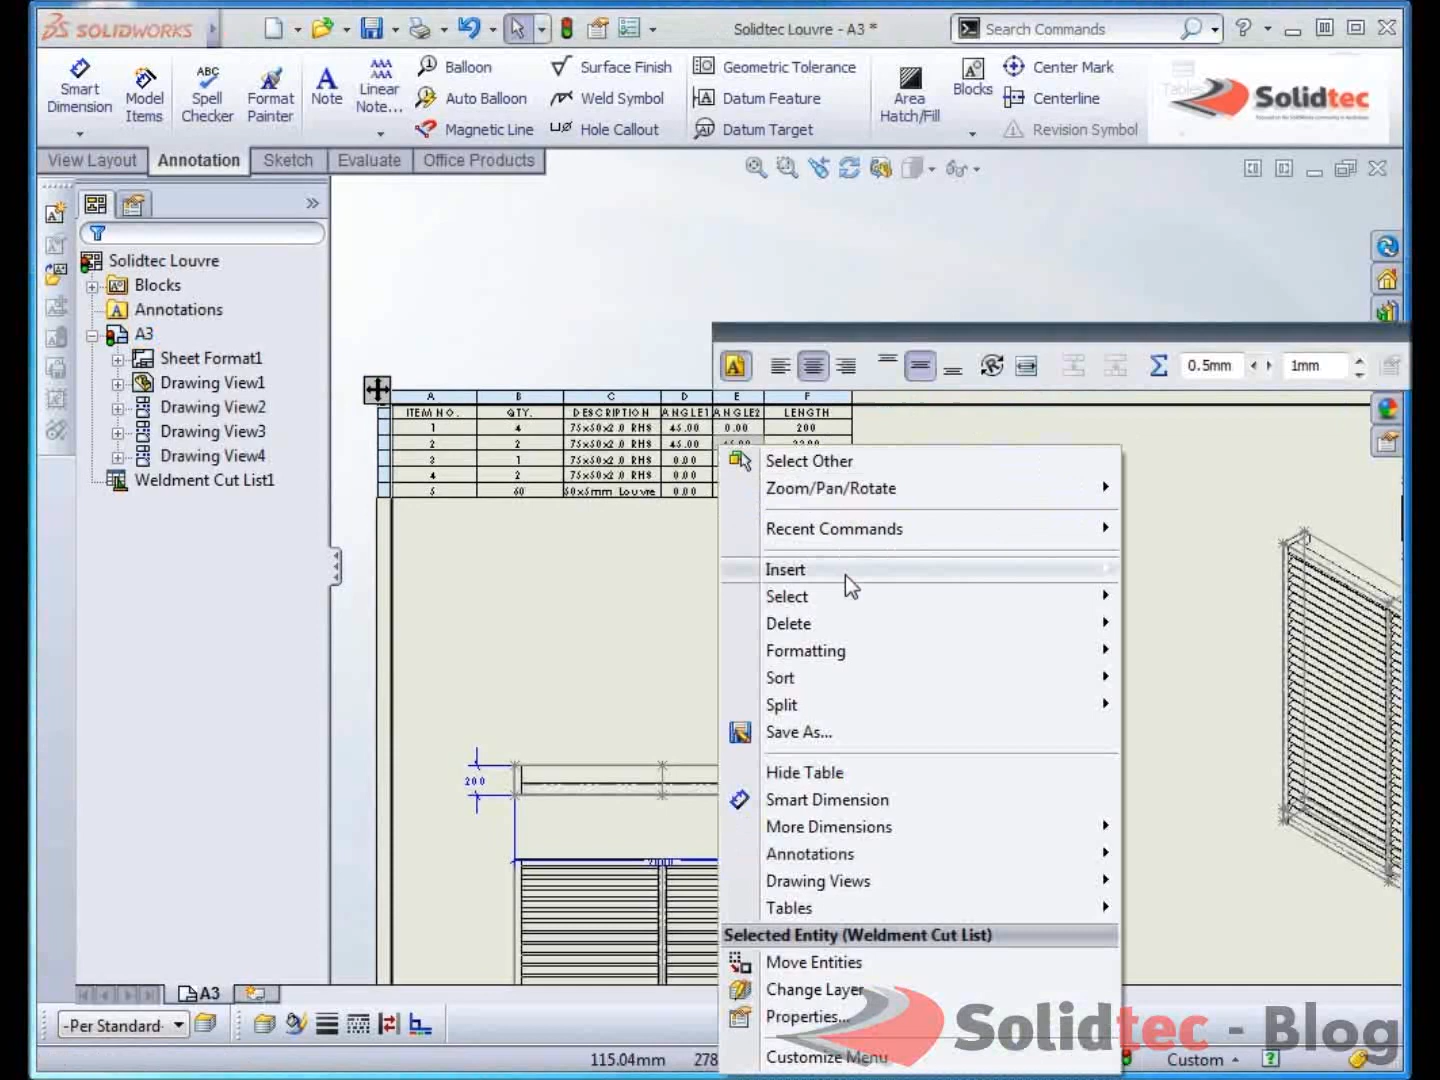 SOLIDWORKS
Solidtec Louvre - A3 *
Search Commands
?
Smart Dimension
Model Items
ABC
Spell Checker
Format Painter
Note
Linear Note...
Balloon
Auto Balloon
Magnetic Line
Surface Finish
Weld Symbol
Hole Callout
Geometric Tolerance
Datum Feature
Datum Target
Area Hatch/Fill
Blocks
Center Mark
Centerline
Revision Symbol
Tables
Solidtec
View Layout
Annotation
Sketch
Evaluate
Office Products
Solidtec Louvre
Blocks
Annotations
A3
Sheet Format1
Drawing View1
Drawing View2
Drawing View3
Drawing View4
Weldment Cut List1
0.5mm
1mm
A B C D E F
ITEM NO. QTY. DESCRIPTION ANGLE1 ANGLE2 LENGTH
1 4 75x50x2.0 RHS 45.00 0.00 200
2 2 75x50x2.0 RHS 45.00
3 1 75x50x2.0 RHS 0.00
4 2 75x50x2.0 RHS 0.00
5 60 50x5mm Louvre 0.00
Select Other
Zoom/Pan/Rotate
Recent Commands
Insert
Select
Delete
Formatting
Sort
Split
Save As...
Hide Table
Smart Dimension
More Dimensions
Annotations
Drawing Views
Tables
Selected Entity (Weldment Cut List)
Move Entities
Change Layer
Properties...
Customize Menu
200
A3
-Per Standard-
115.04mm
278
Custom
?
Solidtec - Blog